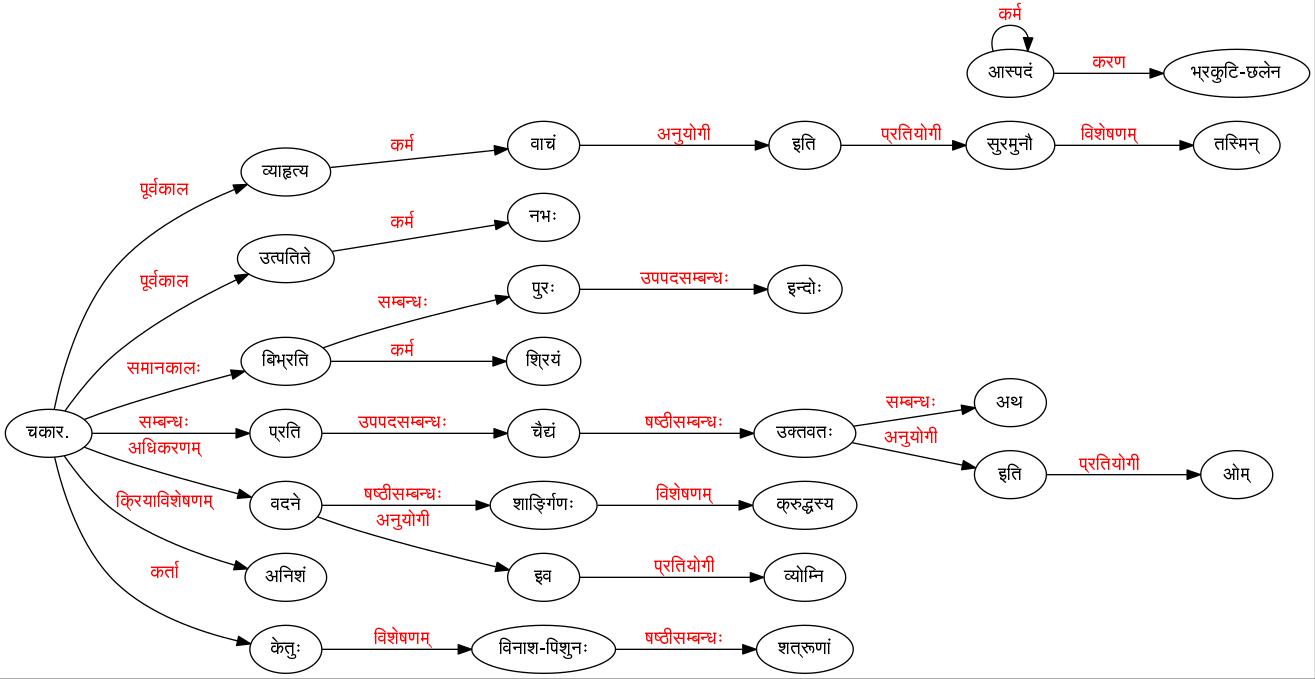 कर्म
आस्पदं करण भ्रकुटि-छलेन
व्याहृत्य कर्म वाचं अनुयोगी इति प्रतियोगी सुरमुनौ विशेषणम् तस्मिन्
पूर्वकाल
उत्पतिते कर्म नभः
पूर्वकाल
सम्बन्धः पुरः उपपदसम्बन्धः इन्दोः
समानकालः बिभ्रति कर्म श्रियं
चकार. सम्बन्धः प्रति उपपदसम्बन्धः चैद्यं षष्ठीसम्बन्धः उक्तवतः सम्बन्धः अथ
अनुयोगी इति प्रतियोगी ओम्
अधिकरणम् वदने षष्ठीसम्बन्धः शार्ङ्गिणः विशेषणम् क्रुद्धस्य
अनुयोगी इव प्रतियोगी व्योम्नि
क्रियाविशेषणम् अनिशं
कर्ता केतुः विशेषणम् विनाश-पिशुनः षष्ठीसम्बन्धः शत्रूणां